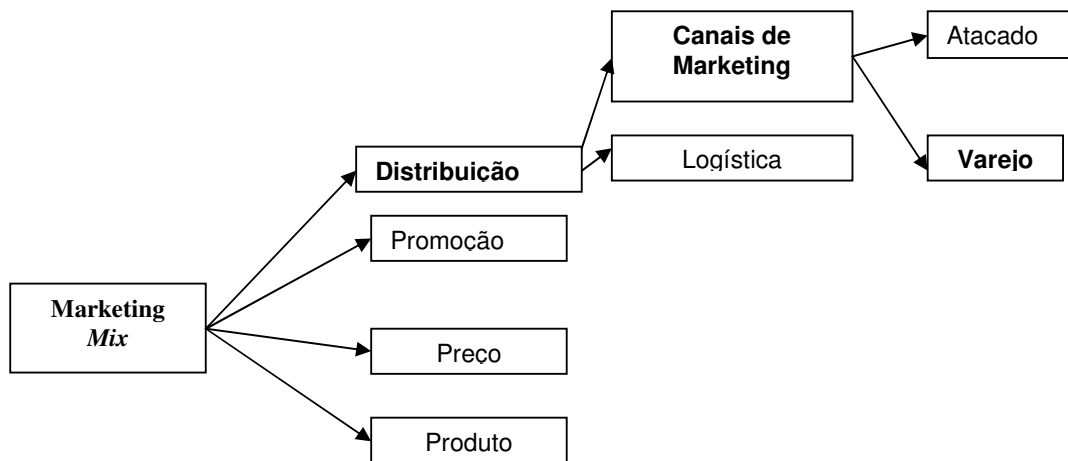 Canais de
Marketing
Atacado
Distribuição
Logística
Varejo
Promoção
Marketing
Mix
Preço
Produto